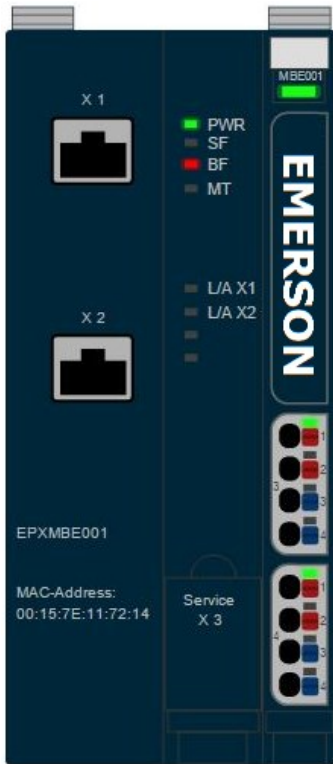 X 1
MBE001
PWR
SF
BF
MT
EMERSON
L/A X1
L/A X2
X 2
1
2
3
3
4
EPXMBE001
MAC-Address:
00:15:7E:11:72:14
Service
X 3
1
2
4
3
4